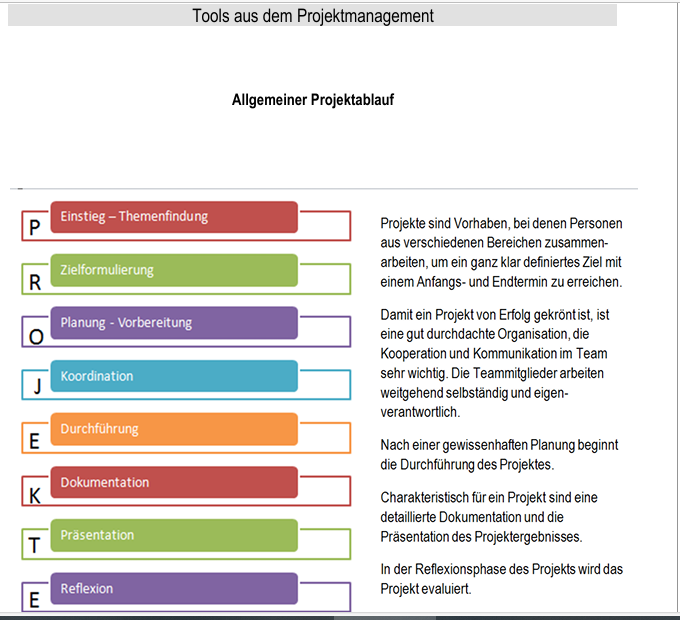 Tools aus dem Projektmanagement
Allgemeiner Projektablauf
P Einstieg – Themenfindung
R Zielformulierung
O Planung - Vorbereitung
J Koordination
E Durchführung
K Dokumentation
T Präsentation
E Reflexion
Projekte sind Vorhaben, bei denen Personen
aus verschiedenen Bereichen zusammen-
arbeiten, um ein ganz klar definiertes Ziel mit
einem Anfangs- und Endtermin zu erreichen.
Damit ein Projekt von Erfolg gekrönt ist, ist
eine gut durchdachte Organisation, die
Kooperation und Kommunikation im Team
sehr wichtig. Die Teammitglieder arbeiten
weitgehend selbständig und eigen-
verantwortlich.
Nach einer gewissenhaften Planung beginnt
die Durchführung des Projektes.
Charakteristisch für ein Projekt sind eine
detaillierte Dokumentation und die
Präsentation des Projektergebnisses.
In der Reflexionsphase des Projekts wird das
Projekt evaluiert.